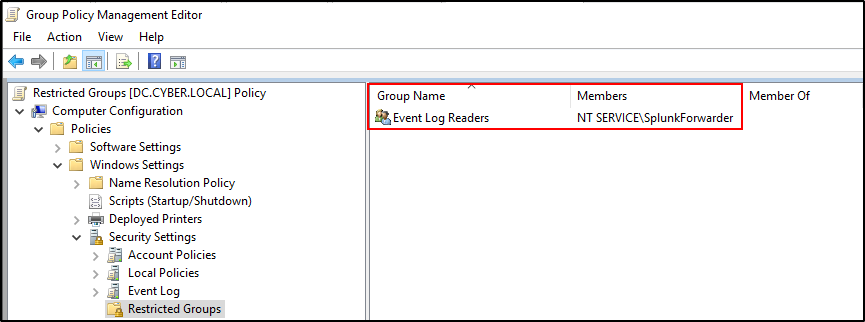 Group Policy Management Editor
File Action View Help
Restricted Groups [DC.CYBER.LOCAL] Policy
Computer Configuration
Policies
Software Settings
Windows Settings
Name Resolution Policy
Scripts (Startup/Shutdown)
Deployed Printers
Security Settings
Account Policies
Local Policies
Event Log
Restricted Groups
Group Name Members Member Of
Event Log Readers NT SERVICE\SplunkForwarder